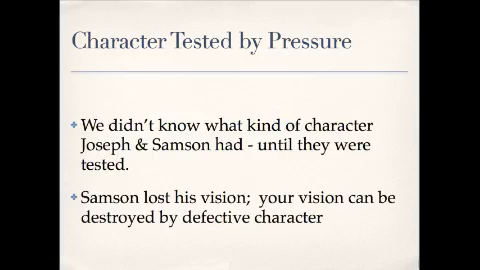 Character Tested by Pressure
We didn’t know what kind of character
Joseph & Samson had - until they were
tested.
Samson lost his vision;  your vision can be
destroyed by defective character